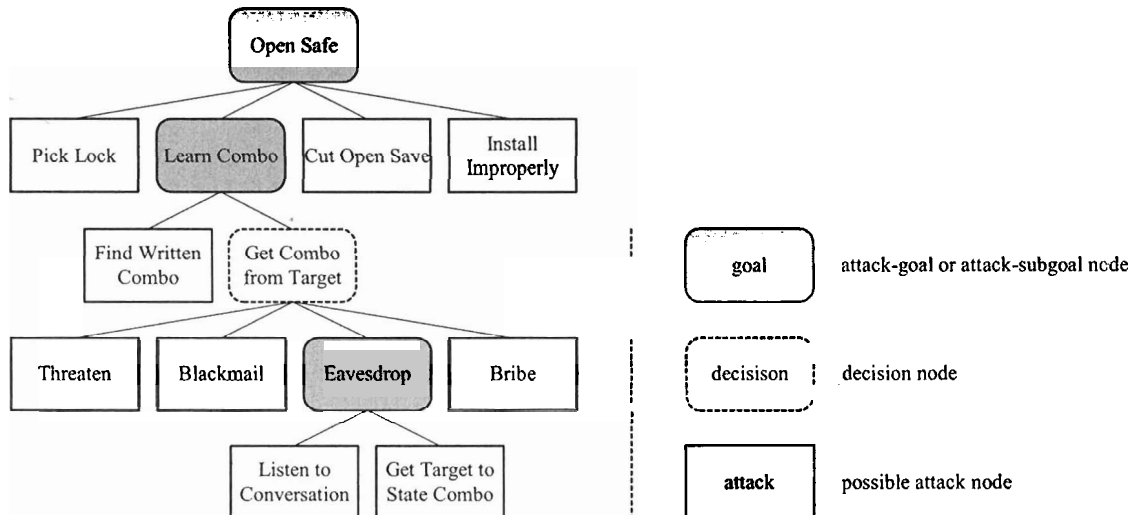 Open Safe
Pick Lock
Learn Combo
Cut Open Save
Install
Improperly
Find Written
Combo
Get Combo
from Target
goal
attack-goal or attack-subgoal node
Threaten
Blackmail
Eavesdrop
Bribe
decisison
decision node
Listen to
Conversation
Get Target to
State Combo
attack
possible attack node